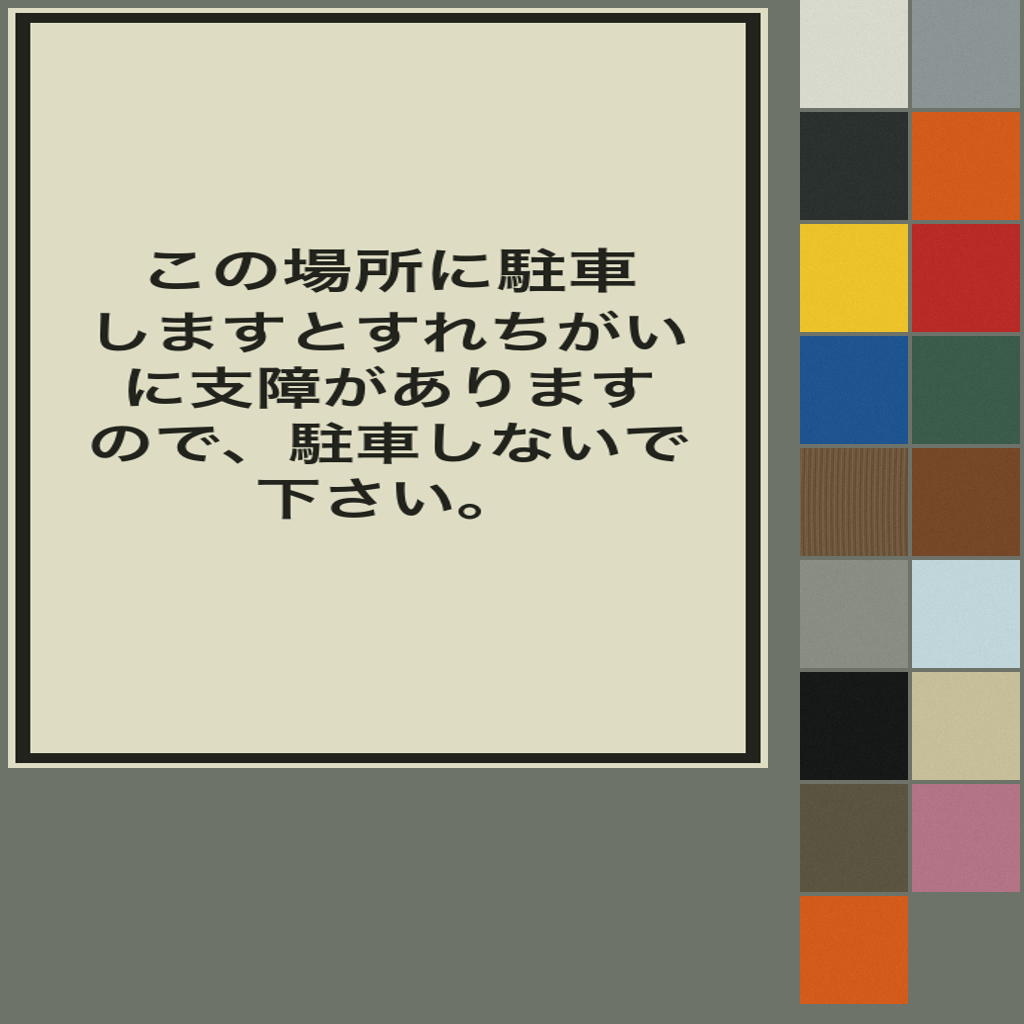 この場所に駐車
しますとすれちがい
に支障があります
ので、駐車しないで
下さい。